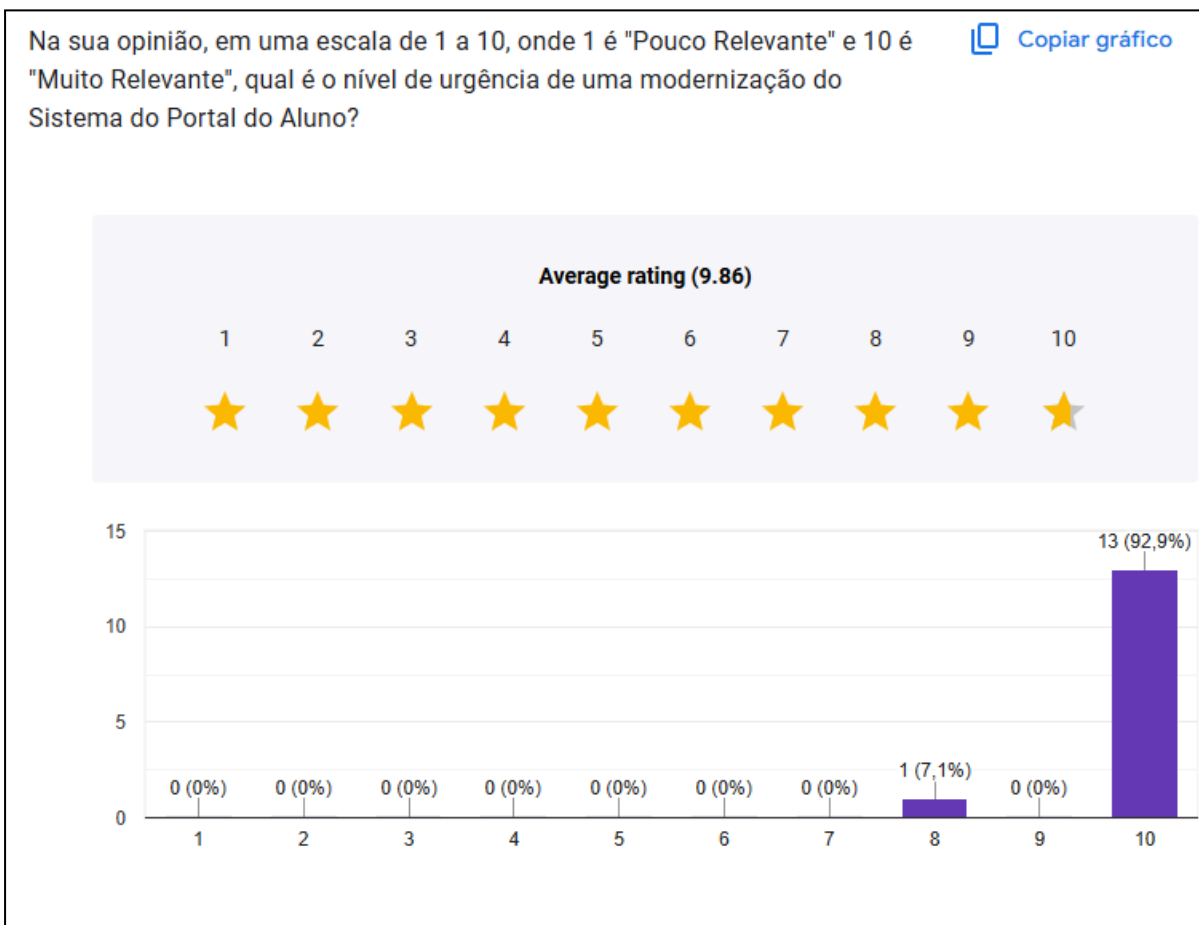 Na sua opinião, em uma escala de 1 a 10, onde 1 é "Pouco Relevante" e 10 é
"Muito Relevante", qual é o nível de urgência de uma modernização do
Sistema do Portal do Aluno?
Copiar gráfico
Average rating (9.86)
1 2 3 4 5 6 7 8 9 10
15
10
5
0
0 (0%) 0 (0%) 0 (0%) 0 (0%) 0 (0%) 0 (0%) 0 (0%) 1 (7,1%) 0 (0%) 13 (92,9%)
1 2 3 4 5 6 7 8 9 10